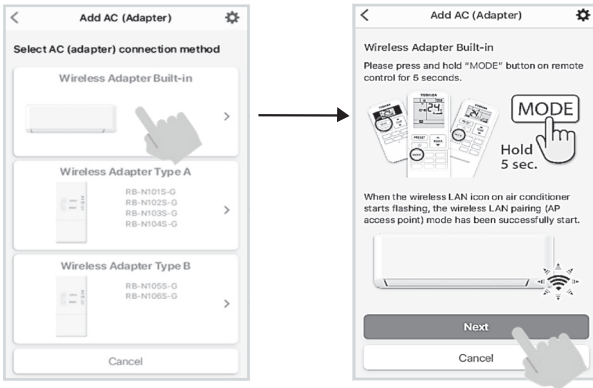 Add AC (Adapter)
Select AC (adapter) connection method
Wireless Adapter Built-in
Wireless Adapter Type A
RB-N101S-G
RB-N102S-G
RB-N103S-G
RB-N104S-G
Wireless Adapter Type B
RB-N105S-G
RB-N106S-G
Cancel
Add AC (Adapter)
Wireless Adapter Built-in
Please press and hold "MODE" button on remote
control for 5 seconds.
TOSHIBA
MODE
Hold
5 sec.
When the wireless LAN icon on air conditioner
starts flashing, the wireless LAN pairing (AP
access point) mode has been successfully start.
Next
Cancel